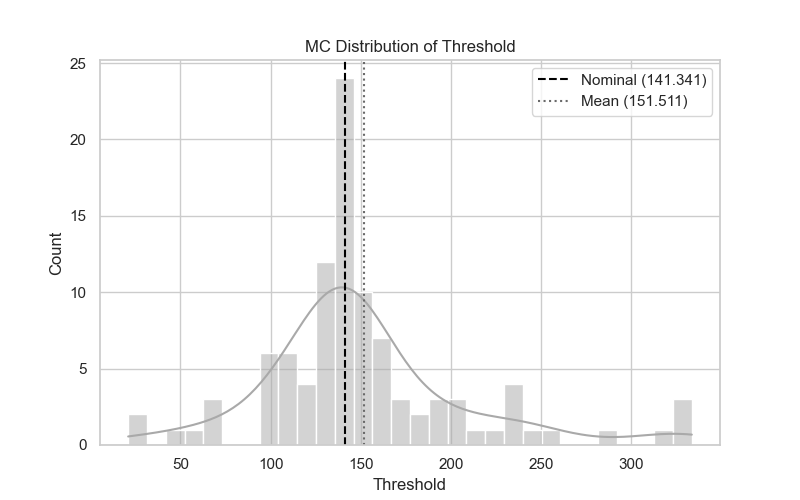 MC Distribution of Threshold
Nominal (141.341)
Mean (151.511)
25
20
15
10
5
0
Count
50 100 150 200 250 300
Threshold